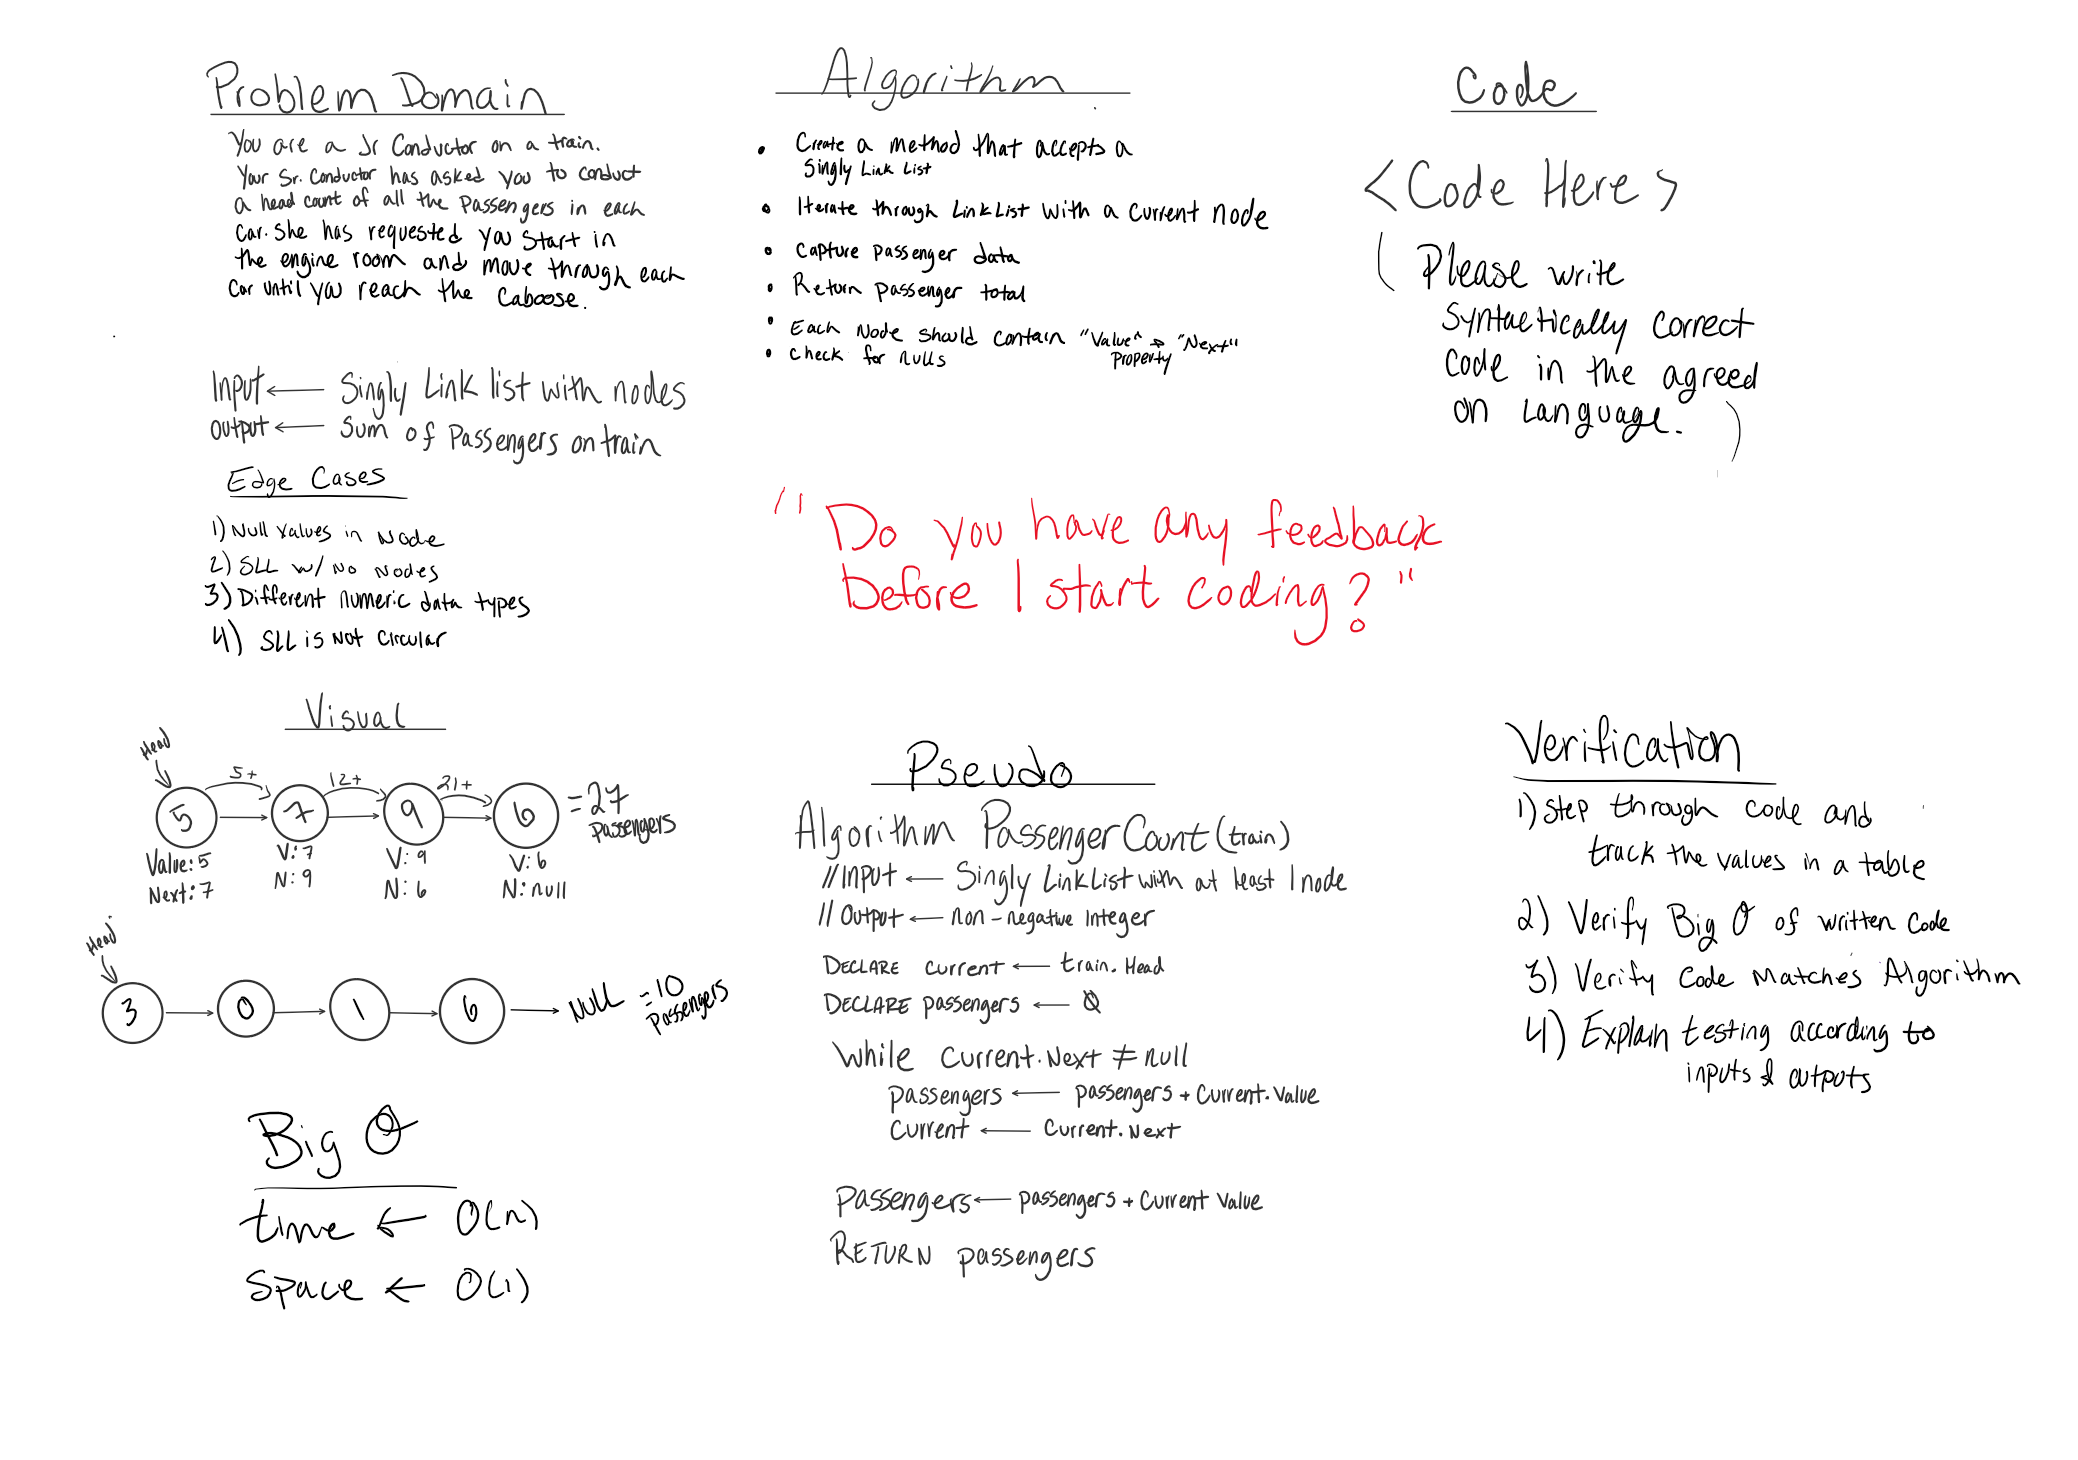 Problem Domain
You are a Jr Conductor on a train.
Your Sr. Conductor has asked you to conduct
a head count of all the passengers in each
car. She has requested you start in
the engine room and move through each
car until you reach the caboose.
Input ← Singly Link list with nodes
output ← Sum of Passengers on train
Edge Cases
1) Null values in Node
2) SLL w/ No Nodes
3) Different numeric data types
4) SLL is Not Circular
Visual
Head
5+ 12+ 21+
5 7 9 6 = 27
Passengers
Value: 5 V: 7 V: 9 V: 6
Next: 7 N: 9 N: 6 N: null
Head
3 → 0 → 1 → 6 → NULL = 10
Passengers
Big O
time ← O(n)
Space ← O(1)
Algorithm
• Create a method that accepts a
Singly Link List
• Iterate through Link List with a current node
• Capture passenger data
• Return passenger total
• Each Node should contain "Value" & "Next"
Property
• Check for nulls
"Do you have any feedback
before I start coding?"
Pseudo
Algorithm PassengerCount (train)
// Input ← Singly Link List with at least 1 node
// Output ← non-negative Integer
DECLARE current ← train.Head
DECLARE passengers ← 0
While Current.Next ≠ null
passengers ← passengers + Current.Value
Current ← Current.Next
Passengers ← passengers + Current Value
RETURN passengers
Code
<Code Here>
(Please write
Syntactically correct
code in the agreed
on Language.)
Verification
1) Step through code and
track the values in a table
2) Verify Big O of written Code
3) Verify Code Matches Algorithm
4) Explain testing according to
inputs & outputs